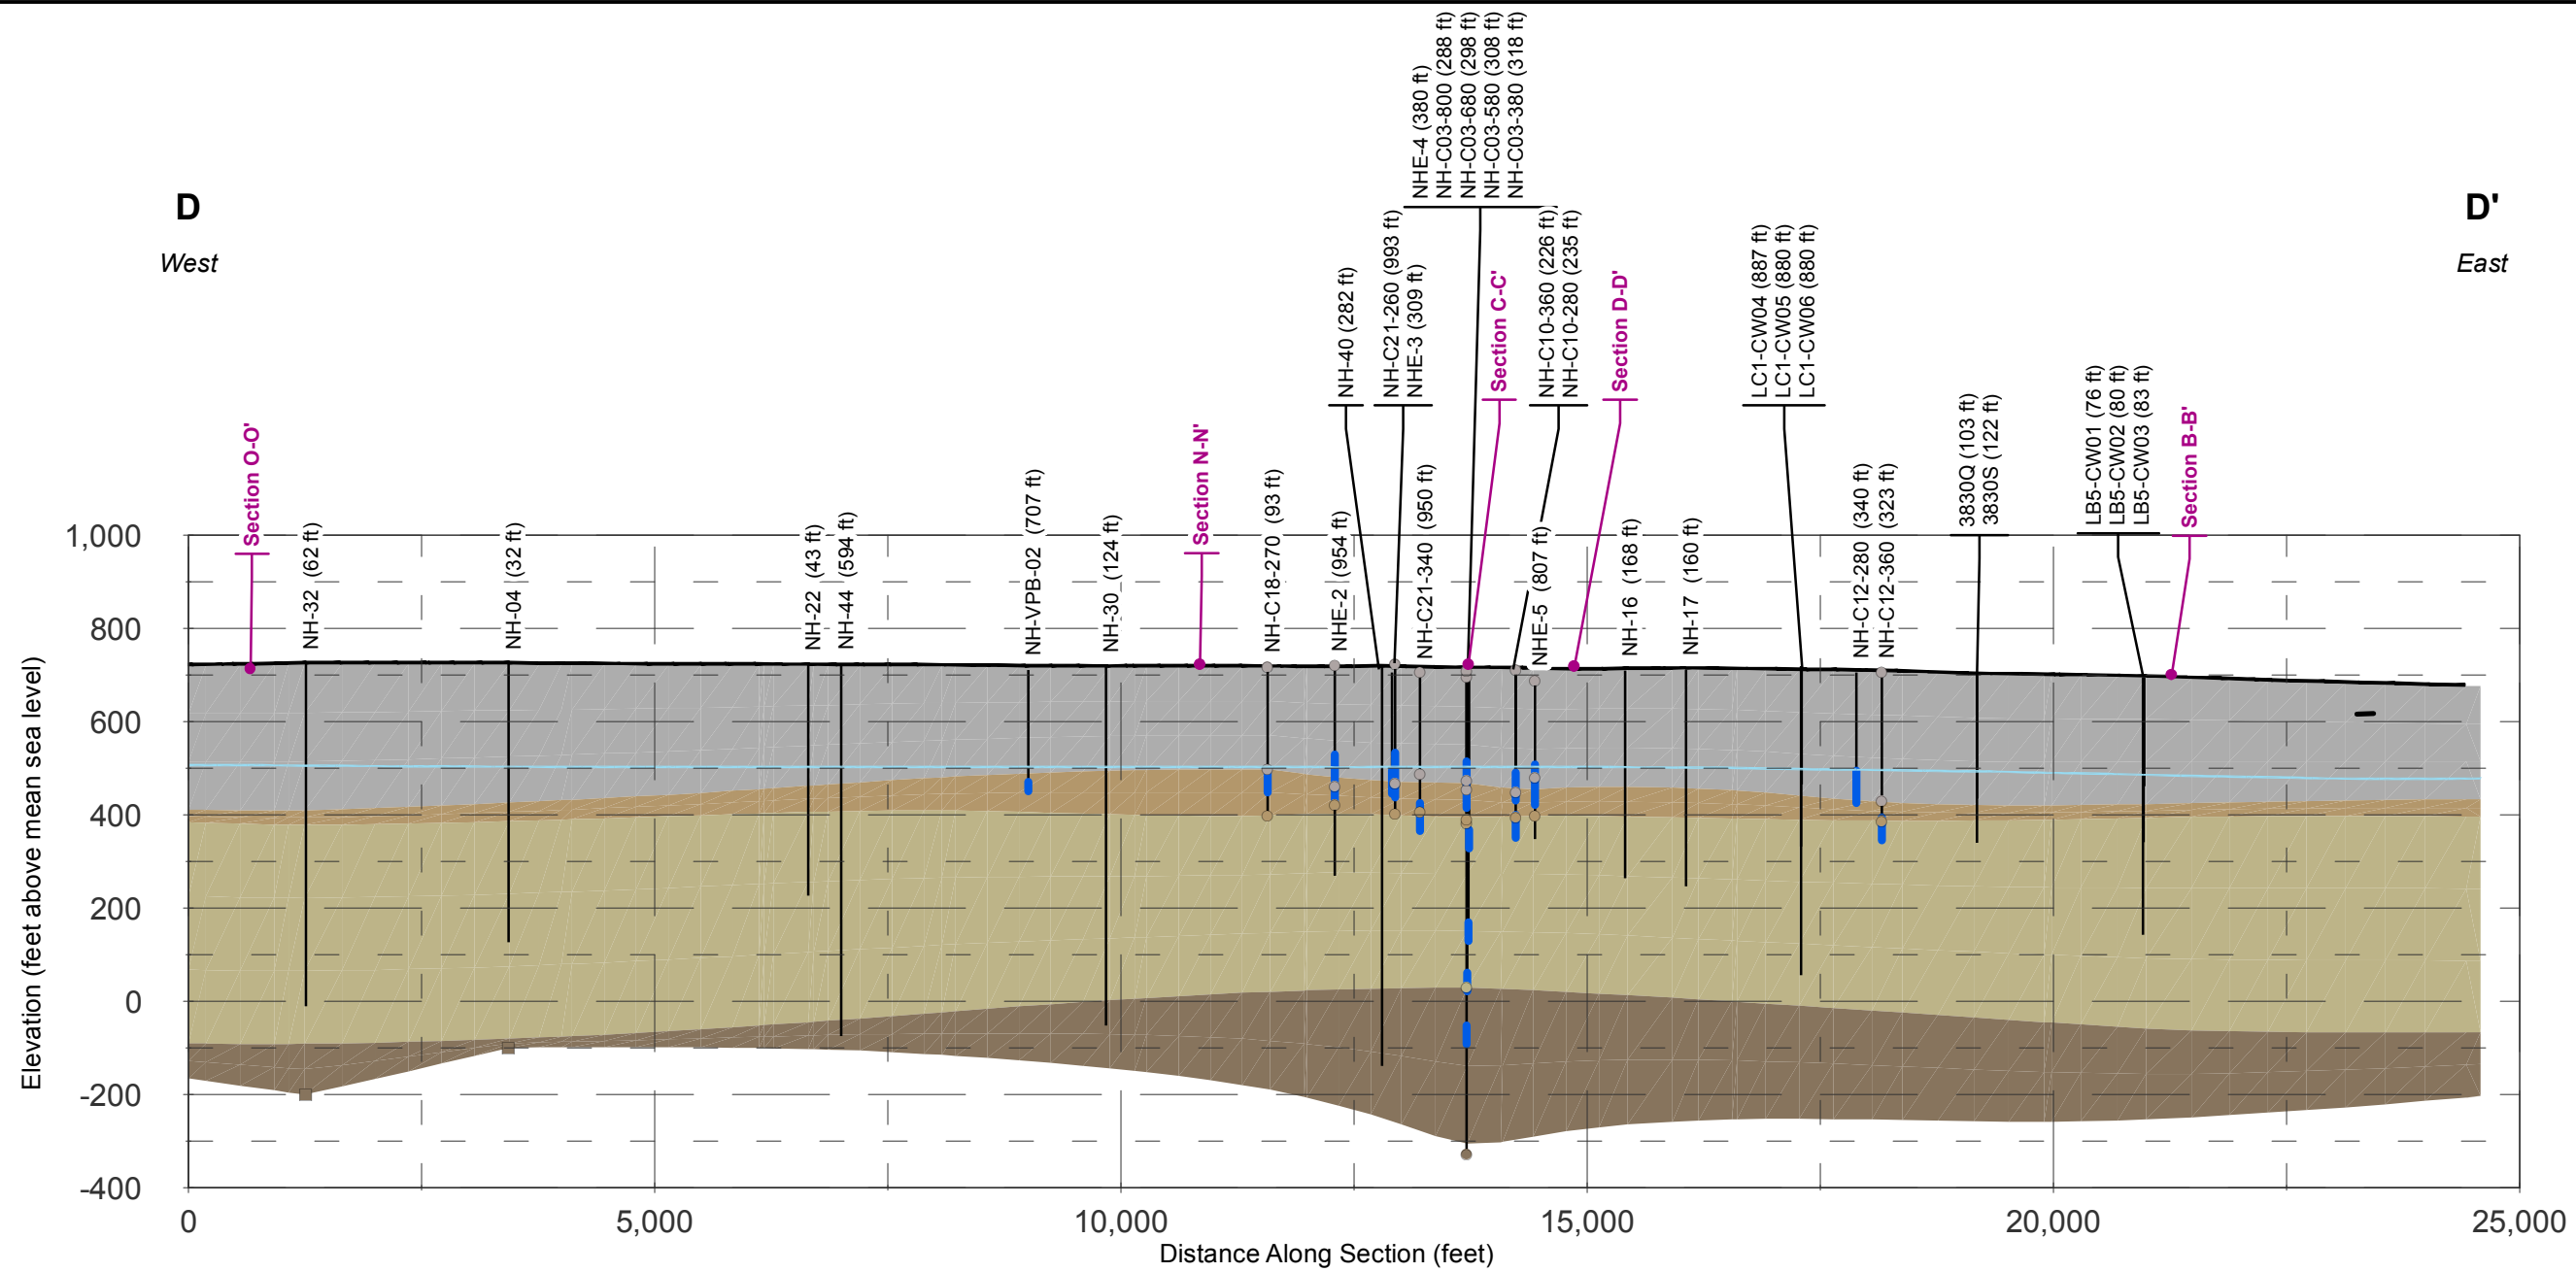 NHE-4 (380 ft)
NH-C03-800 (288 ft)
NH-C03-680 (298 ft)
NH-C03-580 (308 ft)
NH-C03-380 (318 ft)
D
West
D'
East
NH-40 (282 ft)
NH-C21-260 (993 ft)
NHE-3 (309 ft)
Section C-C'
NH-C10-360 (226 ft)
NH-C10-280 (235 ft)
Section D-D'
LC1-CW04 (887 ft)
LC1-CW05 (880 ft)
LC1-CW06 (880 ft)
3830Q (103 ft)
3830S (122 ft)
LB5-CW01 (76 ft)
LB5-CW02 (80 ft)
LB5-CW03 (83 ft)
Section B-B'
Section O-O'
NH-32 (62 ft)
NH-04 (32 ft)
NH-22 (43 ft)
NH-44 (594 ft)
NH-VPB-02 (707 ft)
NH-30 (124 ft)
Section N-N'
NH-C18-270 (93 ft)
NHE-2 (954 ft)
NH-C21-340 (950 ft)
NHE-5 (807 ft)
NH-16 (168 ft)
NH-17 (160 ft)
NH-C12-280 (340 ft)
NH-C12-360 (323 ft)
Elevation (feet above mean sea level)
1,000
800
600
400
200
0
-200
-400
0
5,000
10,000
15,000
20,000
25,000
Distance Along Section (feet)